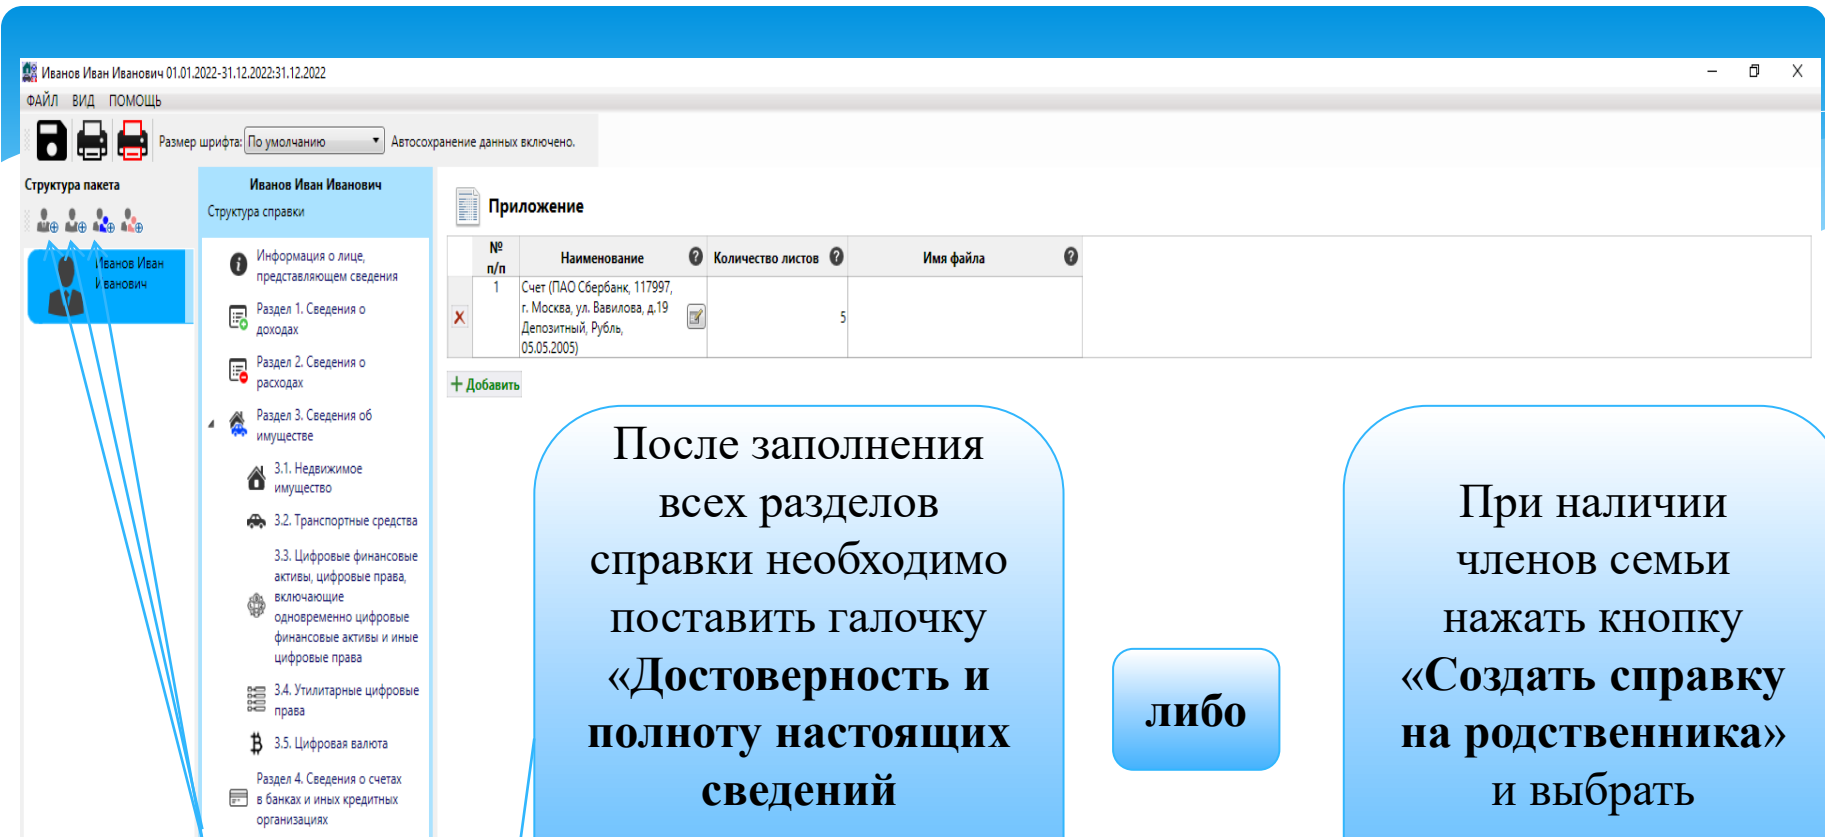 Иванов Иван Иванович 01.01.2022-31.12.2022:31.12.2022
ФАЙЛ ВИД ПОМОЩЬ
Размер шрифта: По умолчанию Автосохранение данных включено.
Структура пакета
Иванов Иван
Иванович
Иванов Иван Иванович
Структура справки
Информация о лице,
представляющем сведения
Раздел 1. Сведения о
доходах
Раздел 2. Сведения о
расходах
Раздел 3. Сведения об
имуществе
3.1. Недвижимое
имущество
3.2. Транспортные средства
3.3. Цифровые финансовые
активы, цифровые права,
включающие
одновременно цифровые
финансовые активы и иные
цифровые права
3.4. Утилитарные цифровые
права
3.5. Цифровая валюта
Раздел 4. Сведения о счетах
в банках и иных кредитных
организациях
Приложение
№
п/п
Наименование
Количество листов
Имя файла
1
Счет (ПАО Сбербанк, 117997,
г. Москва, ул. Вавилова, д.19
Депозитный, Рубль,
05.05.2005)
5
Добавить
После заполнения
всех разделов
справки необходимо
поставить галочку
«Достоверность и
полноту настоящих
сведений
либо
При наличии
членов семьи
нажать кнопку
«Создать справку
на родственника»
и выбрать